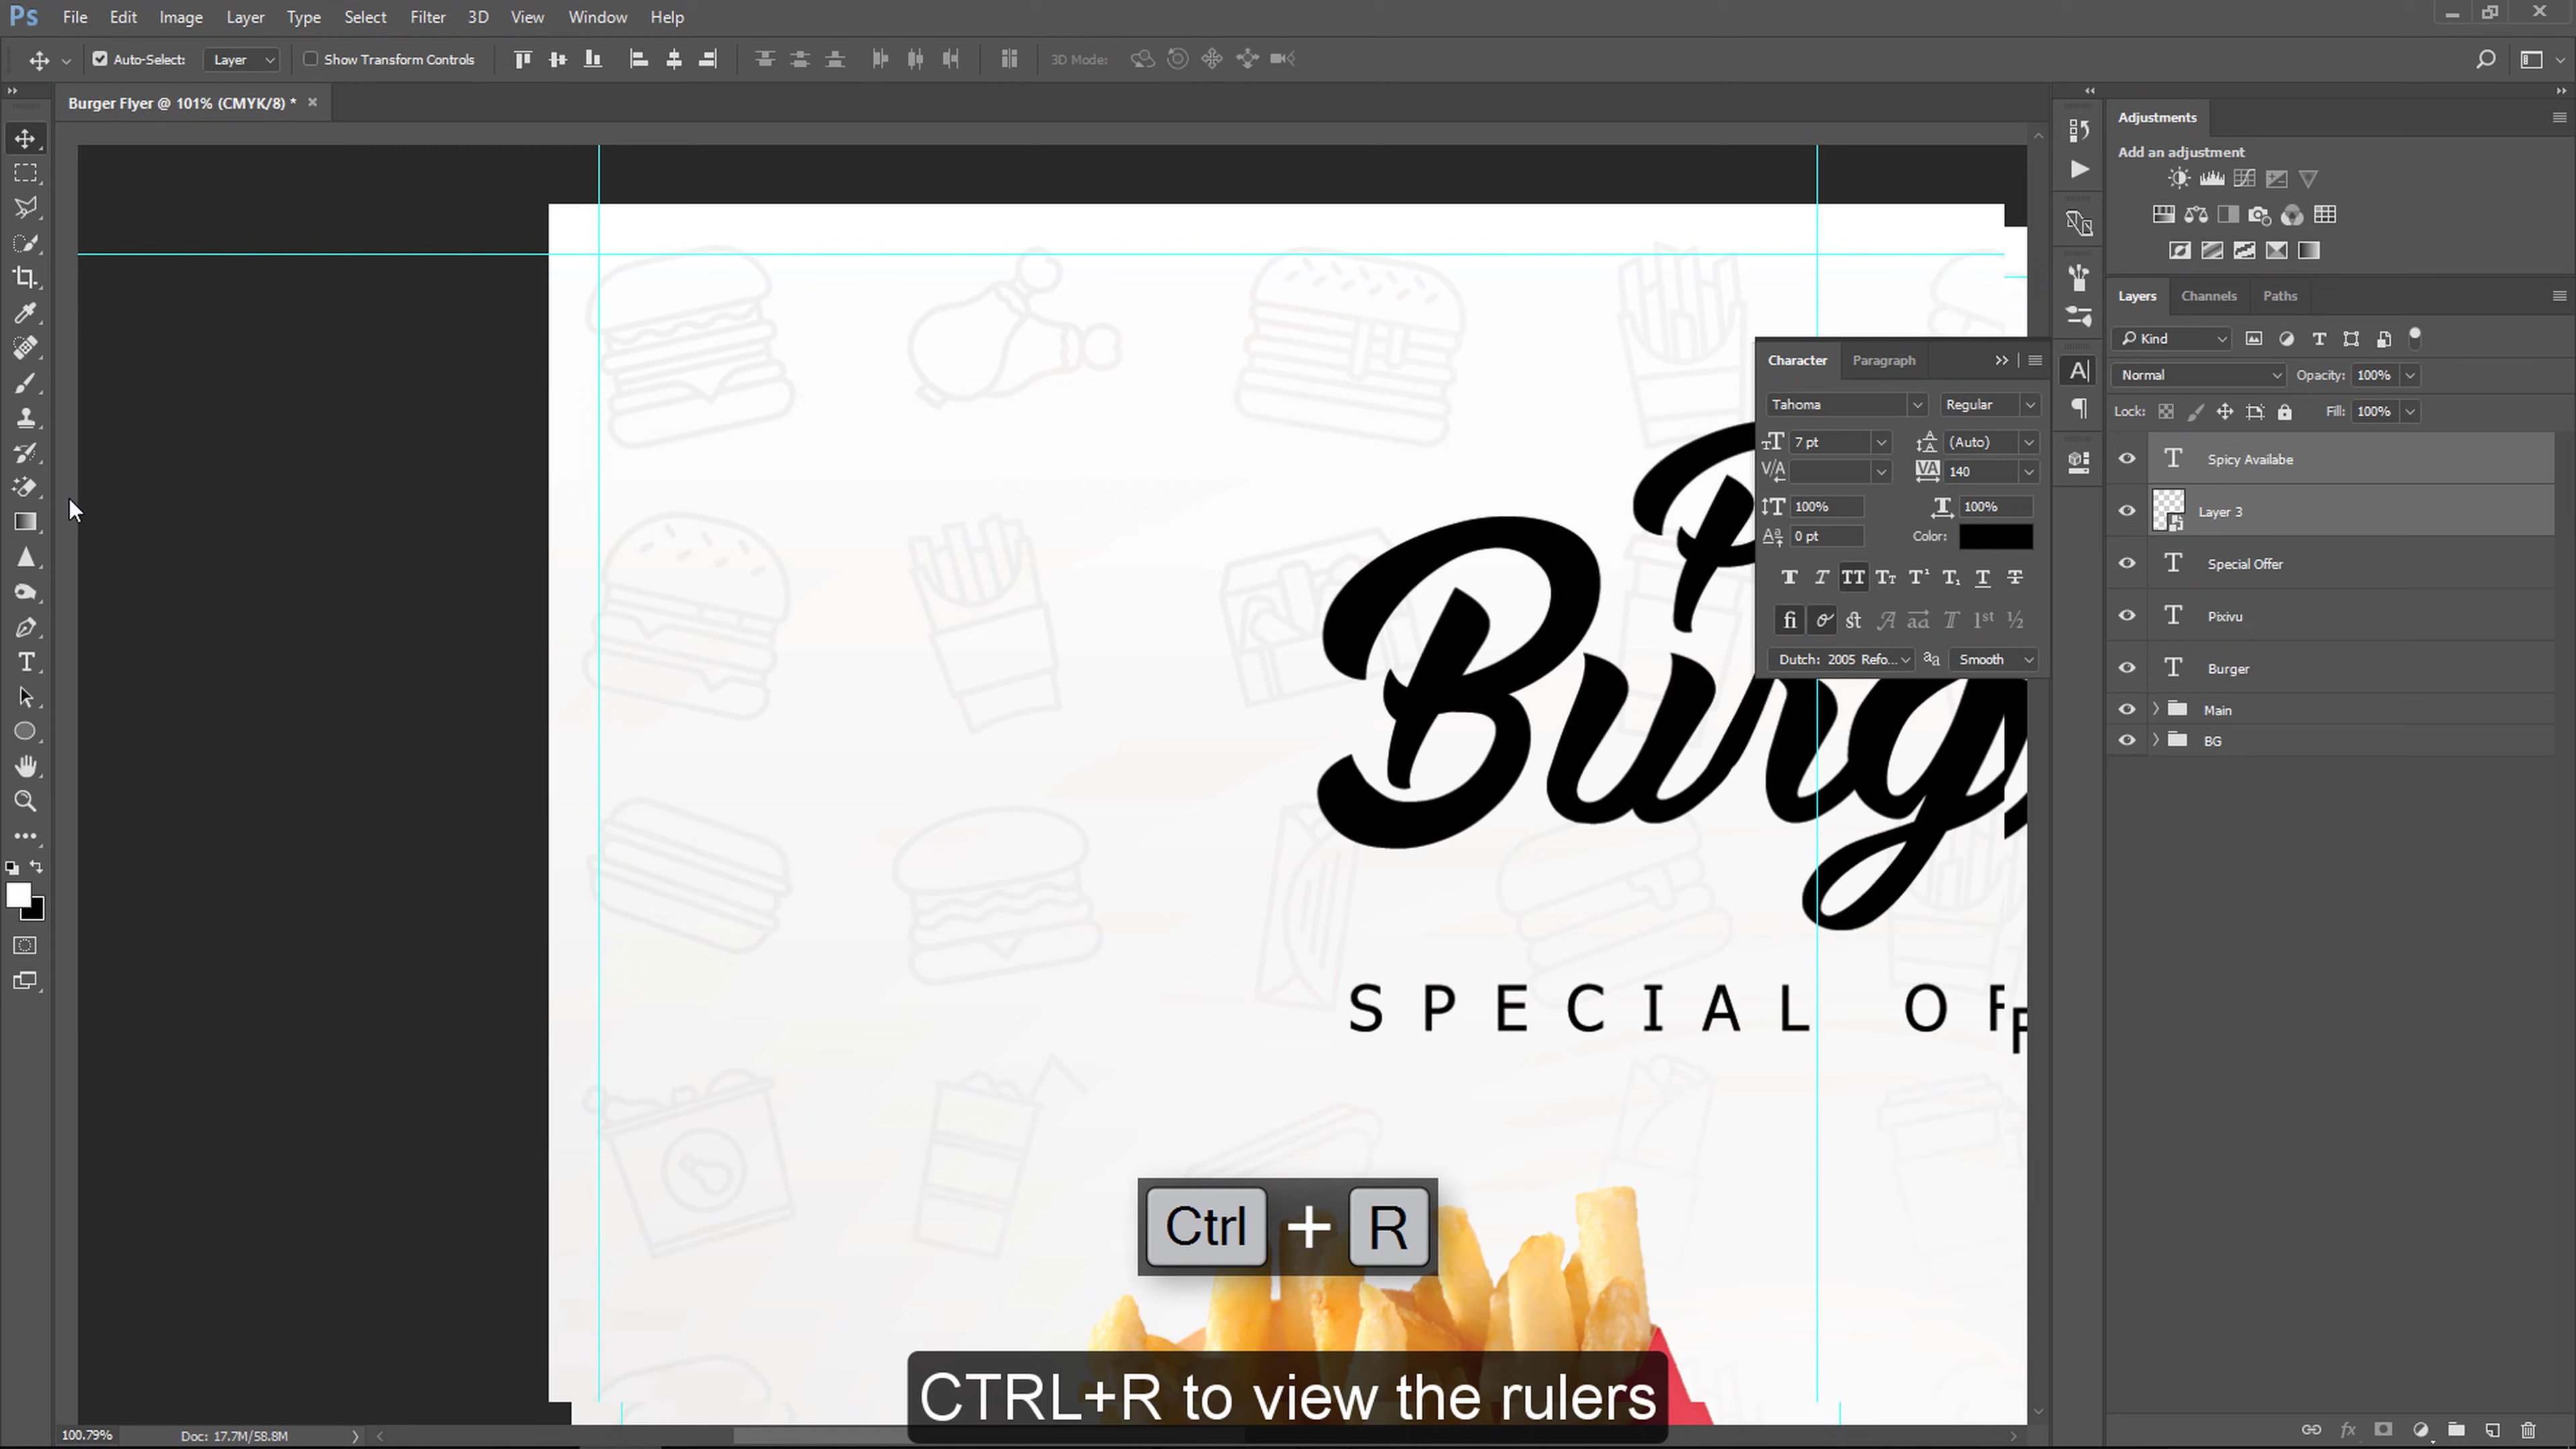 Ps File Edit Image Layer Type Select Filter 3D View Window Help
Auto-Select: Layer Show Transform Controls 3D Mode:
Burger Flyer @ 101% (CMYK/8) * ×
Adjustments
Add an adjustment
Layers Channels Paths
Kind
Normal Opacity: 100%
Lock: Fill: 100%
Spicy Availabe
Layer 3
Special Offer
Pixivu
Burger
Main
BG
Character Paragraph
Tahoma Regular
7 pt (Auto)
140
100% 100%
0 pt Color:
Dutch: 2005 Refo... Smooth
P
Burg
SPECIAL OF
Ctrl + R
CTRL+R to view the rulers
100.79% Doc: 17.7M/58.8M